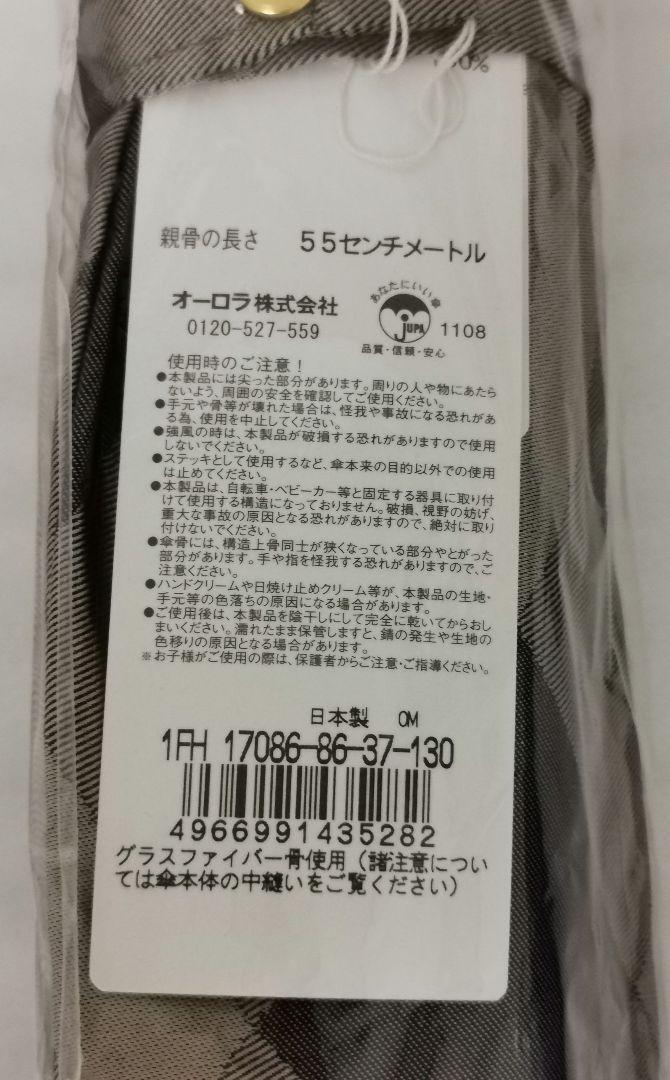 親骨の長さ 55センチメートル
オーロラ株式会社
0120-527-559
あなたにいい傘
JUPA
1108
品質・信頼・安心
使用時のご注意!
●本製品には尖った部分があります。周りの人や物にあたら
ないよう、周囲の安全を確認してご使用ください。
●手元や骨等が壊れた場合は、怪我や事故になる恐れがあ
る為、使用を中止してください。
●強風の時は、本製品が破損する恐れがありますので使用
しないでください。
●ステッキとして使用するなど、傘本来の目的以外での使用
は止めてください。
●本製品は、自転車・ベビーカー等と固定する器具に取り付
けて使用する構造になっておりません。破損、視野の妨げ、
重大な事故の原因となる恐れがありますので、絶対に取り
付けないでください。
●傘骨には、構造上骨同士が狭くなっている部分やとがった
部分があります。手や指を怪我する恐れがありますので、ご
注意ください。
●ハンドクリームや日焼け止めクリーム等が、本製品の生地・
手元等の色落ちの原因になる場合があります。
●ご使用後は、本製品を陰干しにして完全に乾いてからおし
まいください。濡れたまま保管しますと、錆の発生や生地の
色移りの原因となる場合があります。
※お子様がご使用の際は、保護者からご注意・ご指導ください。
日本製 OM
1FH 17086-86-37-130
4966991435282
グラスファイバー骨使用(諸注意につい
ては傘本体の中縫いをご覧ください)